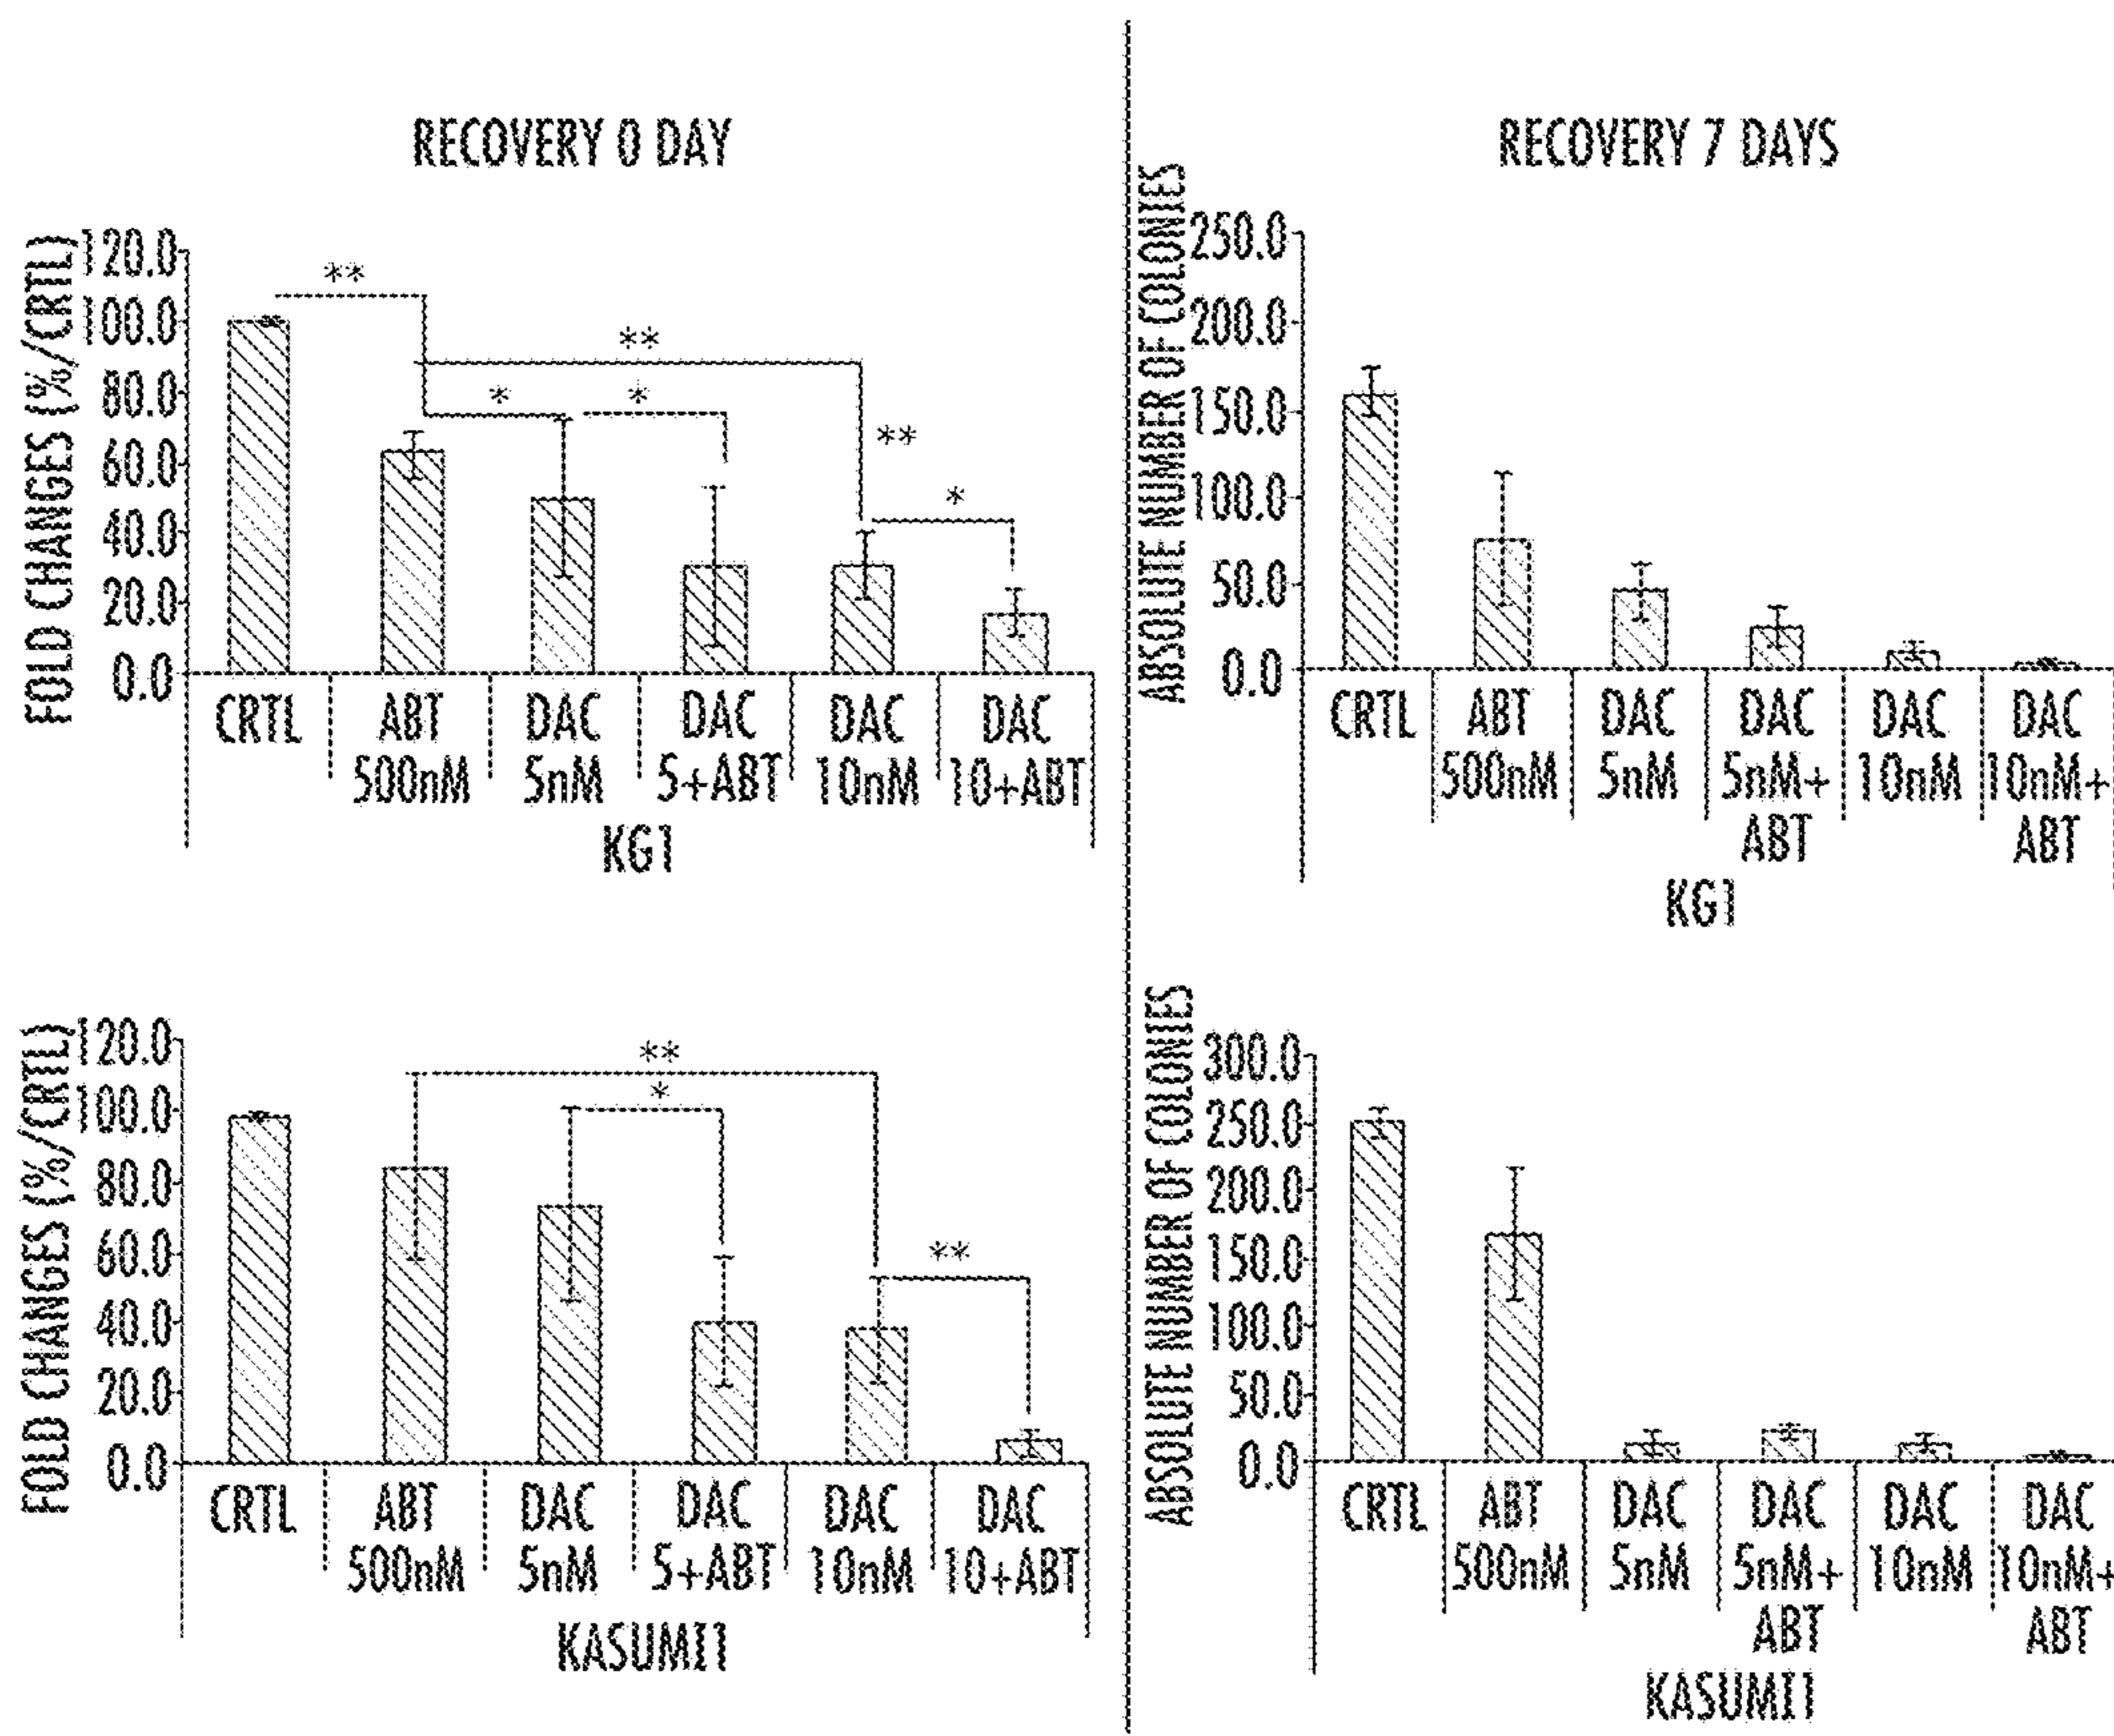 RECOVERY 0 DAY
FOLD CHANGES (%/CRTL)
120.0
100.0
80.0
60.0
40.0
20.0
0.0
**
**
*
*
**
*
CRTL
ABT
500nM
DAC
5nM
DAC
5+ABT
DAC
10nM
DAC
10+ABT
KG1
RECOVERY 7 DAYS
ABSOLUTE NUMBER OF COLONIES
250.0
200.0
150.0
100.0
50.0
0.0
CRTL
ABT
500nM
DAC
5nM
DAC
5nM+
ABT
DAC
10nM
DAC
10nM+
ABT
KG1
FOLD CHANGES (%/CRTL)
120.0
100.0
80.0
60.0
40.0
20.0
0.0
**
*
**
CRTL
ABT
500nM
DAC
5nM
DAC
5+ABT
DAC
10nM
DAC
10+ABT
KASUMI1
ABSOLUTE NUMBER OF COLONIES
300.0
250.0
200.0
150.0
100.0
50.0
0.0
CRTL
ABT
500nM
DAC
5nM
DAC
5nM+
ABT
DAC
10nM
DAC
10nM+
ABT
KASUMI1